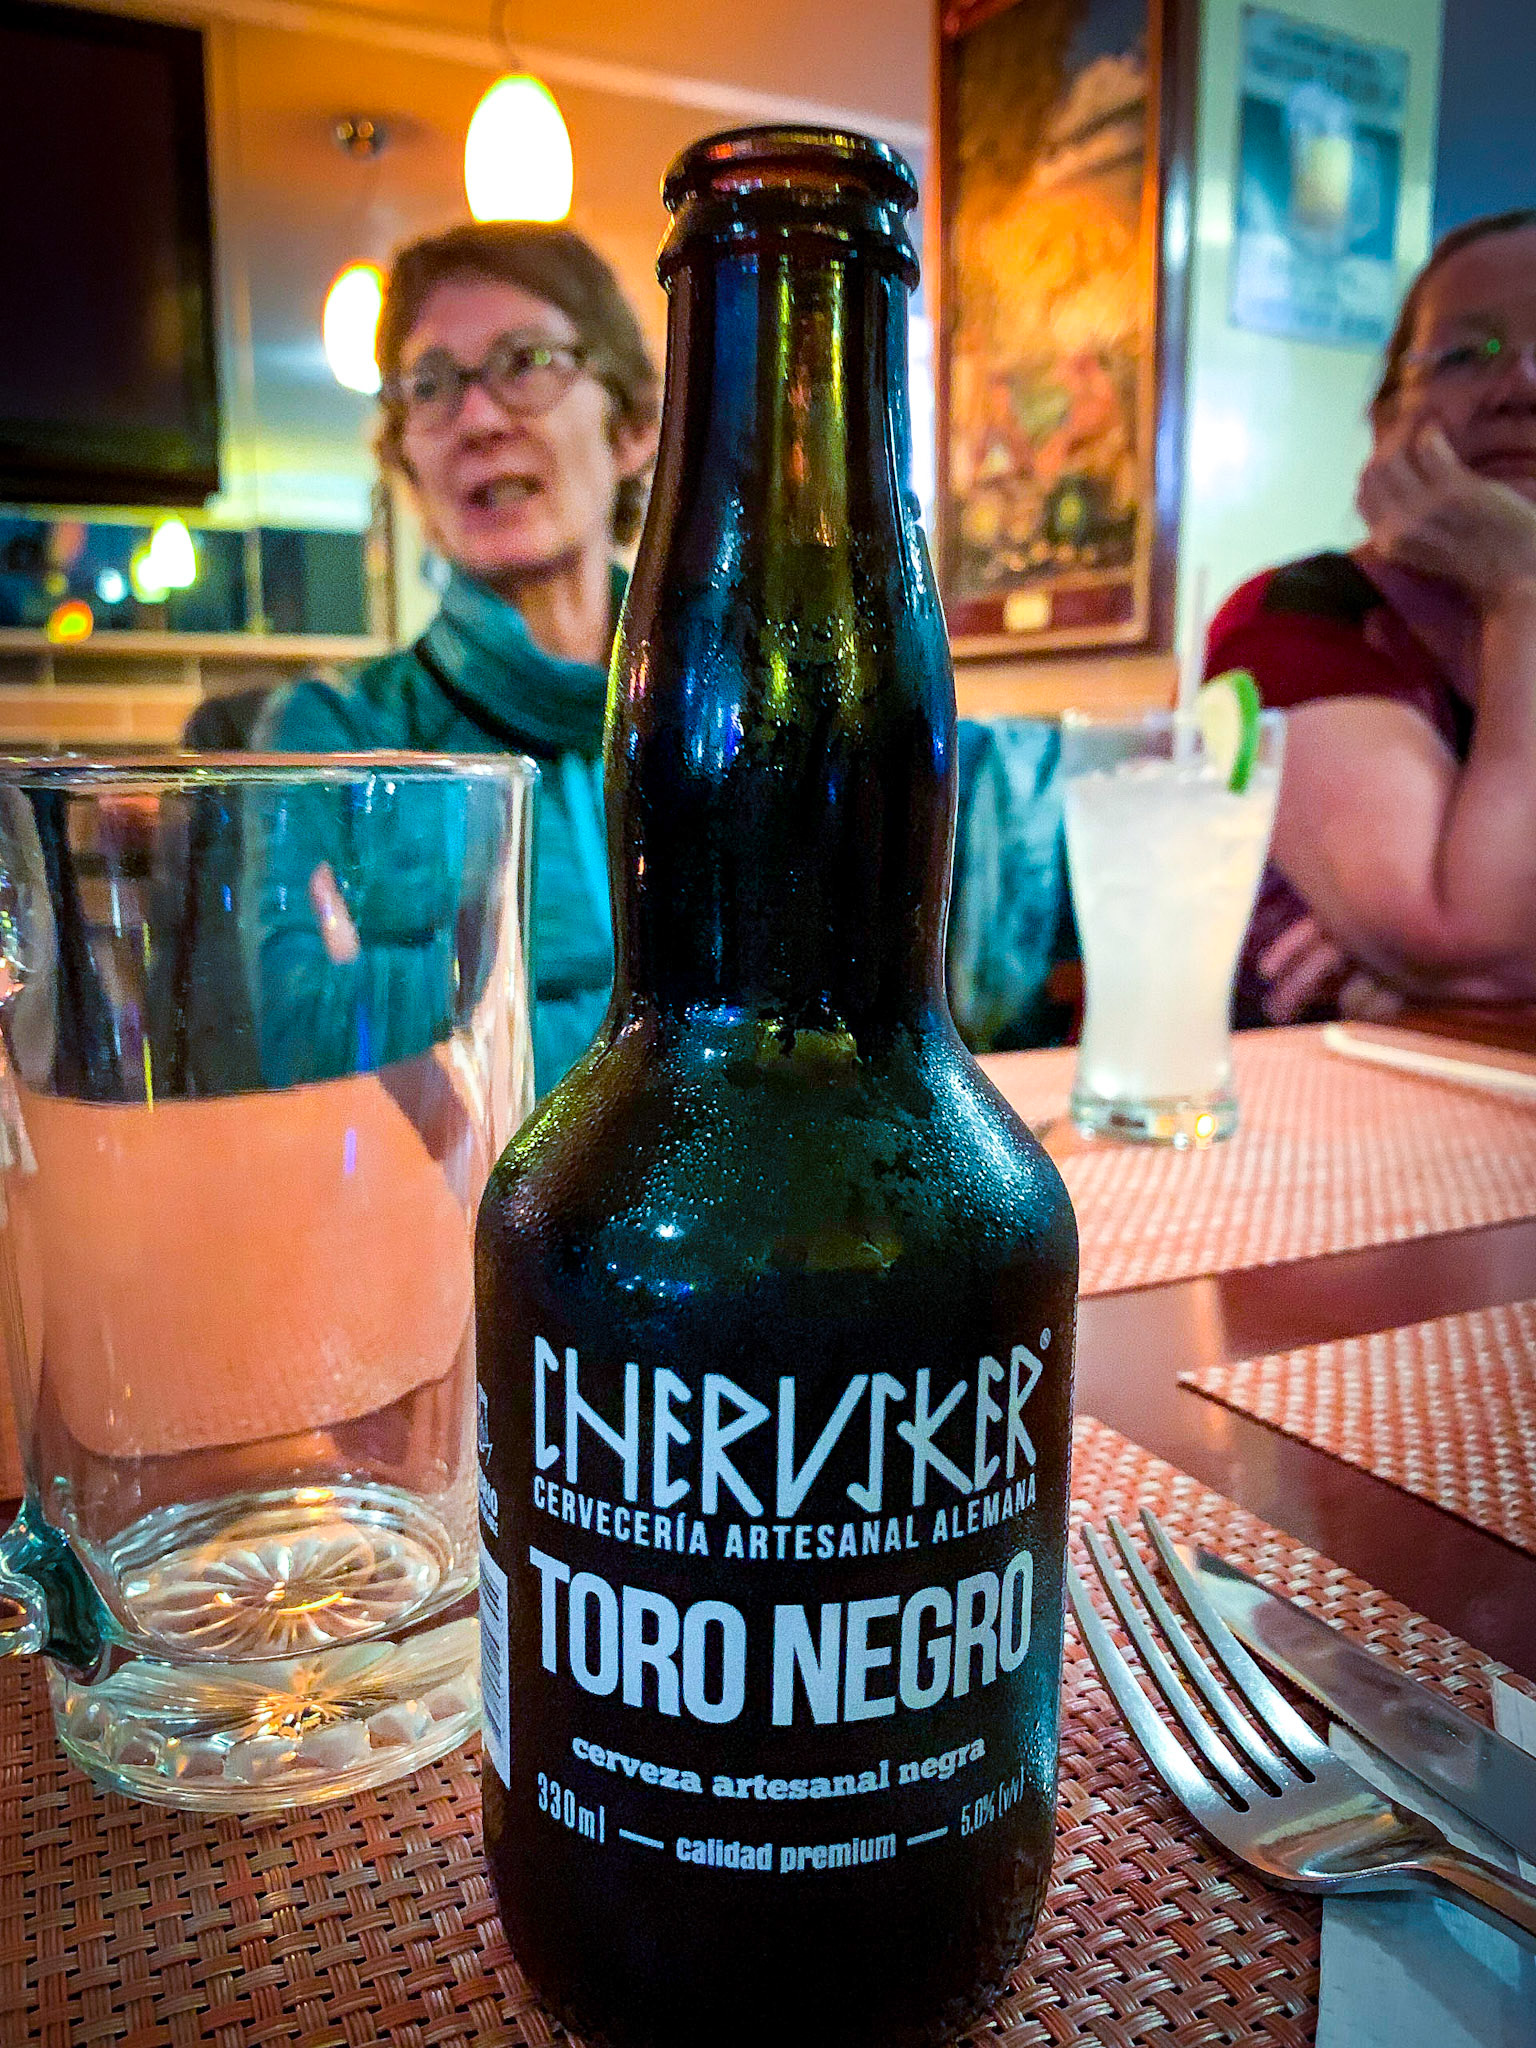 CHERUSKER®
CERVECERÍA ARTESANAL ALEMANA
TORO NEGRO
cerveza artesanal negra
330ml — calidad premium — 5.0% (v/v)